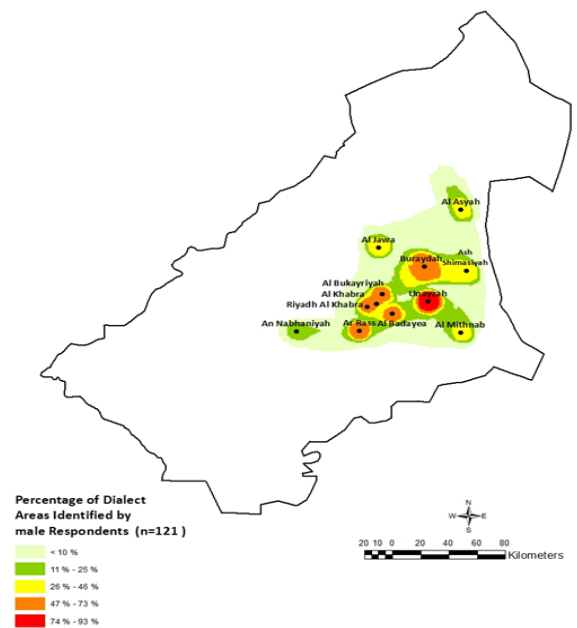 Al Asyah
Al Jawa
Ash
Buraydah Shimasiyah
Al Bukayriyah
Al Khabra
Unayzah
Riyadh Al Khabra
An Nabhaniyah
Ar Rass Al Badayea
Al Mithnab
Percentage of Dialect
Areas Identified by
male Respondents (n=121 )
< 10 %
11 % - 25 %
26 % - 46 %
47 % - 73 %
74 % - 93 %
N
W E
S
20 10 0 20 40 60 80
Kilometers